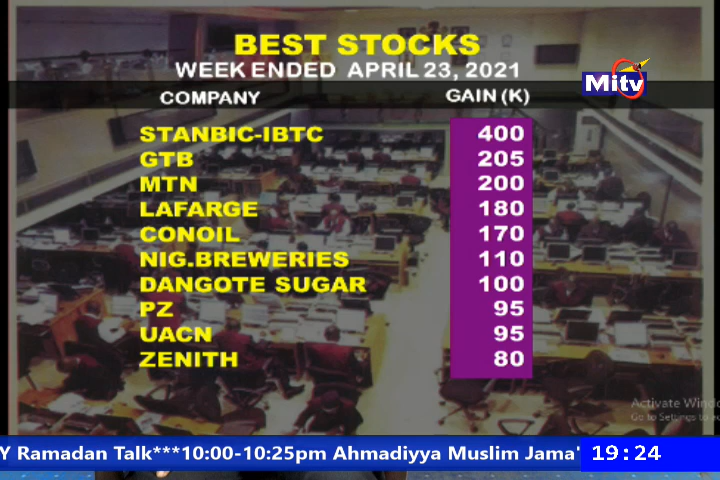 BEST STOCKS
WEEK ENDED APRIL 23, 2021
Mitv
COMPANY GAIN (K)
STANBIC-IBTC 400
GTB 205
MTN 200
LAFARGE 180
CONOIL 170
NIG.BREWERIES 110
DANGOTE SUGAR 100
PZ 95
UACN 95
ZENITH 80
Activate Windo
Go to Settings to a
Y Ramadan Talk***10:00-10:25pm Ahmadiyya Muslim Jama'
19:24